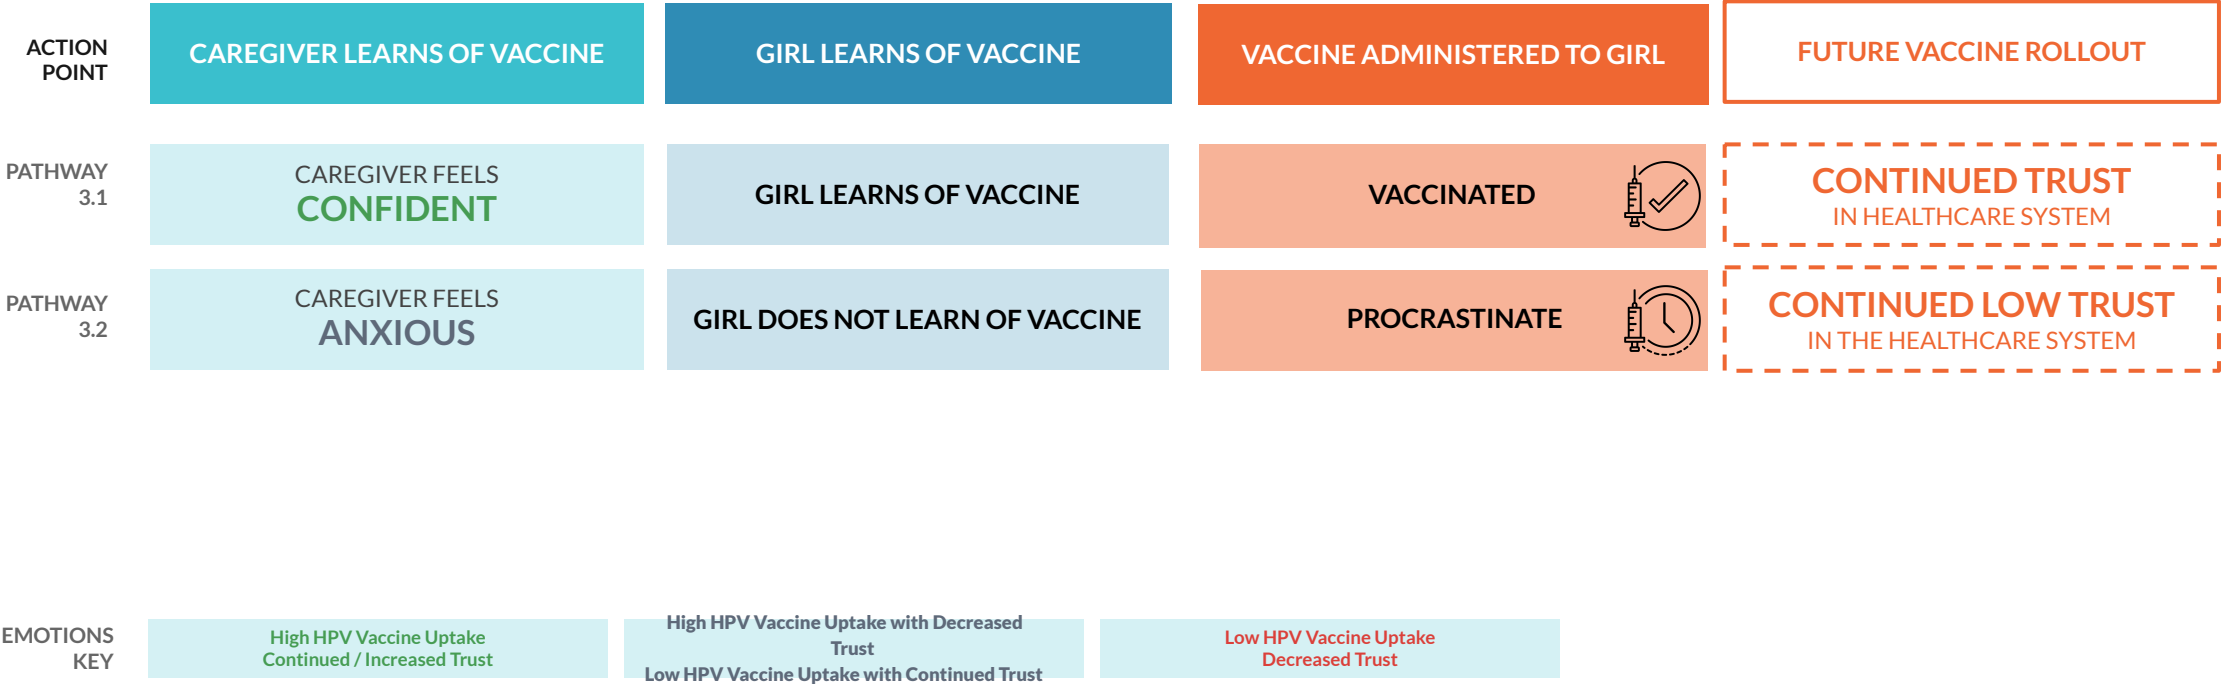 ACTION
POINT
CAREGIVER LEARNS OF VACCINE
GIRL LEARNS OF VACCINE
VACCINE ADMINISTERED TO GIRL
FUTURE VACCINE ROLLOUT
PATHWAY
3.1
CAREGIVER FEELS
CONFIDENT
GIRL LEARNS OF VACCINE
VACCINATED
CONTINUED TRUST
IN HEALTHCARE SYSTEM
PATHWAY
3.2
CAREGIVER FEELS
ANXIOUS
GIRL DOES NOT LEARN OF VACCINE
PROCRASTINATE
CONTINUED LOW TRUST
IN THE HEALTHCARE SYSTEM
EMOTIONS
KEY
High HPV Vaccine Uptake
Continued / Increased Trust
High HPV Vaccine Uptake with Decreased
Trust
Low HPV Vaccine Uptake with Continued Trust
Low HPV Vaccine Uptake
Decreased Trust